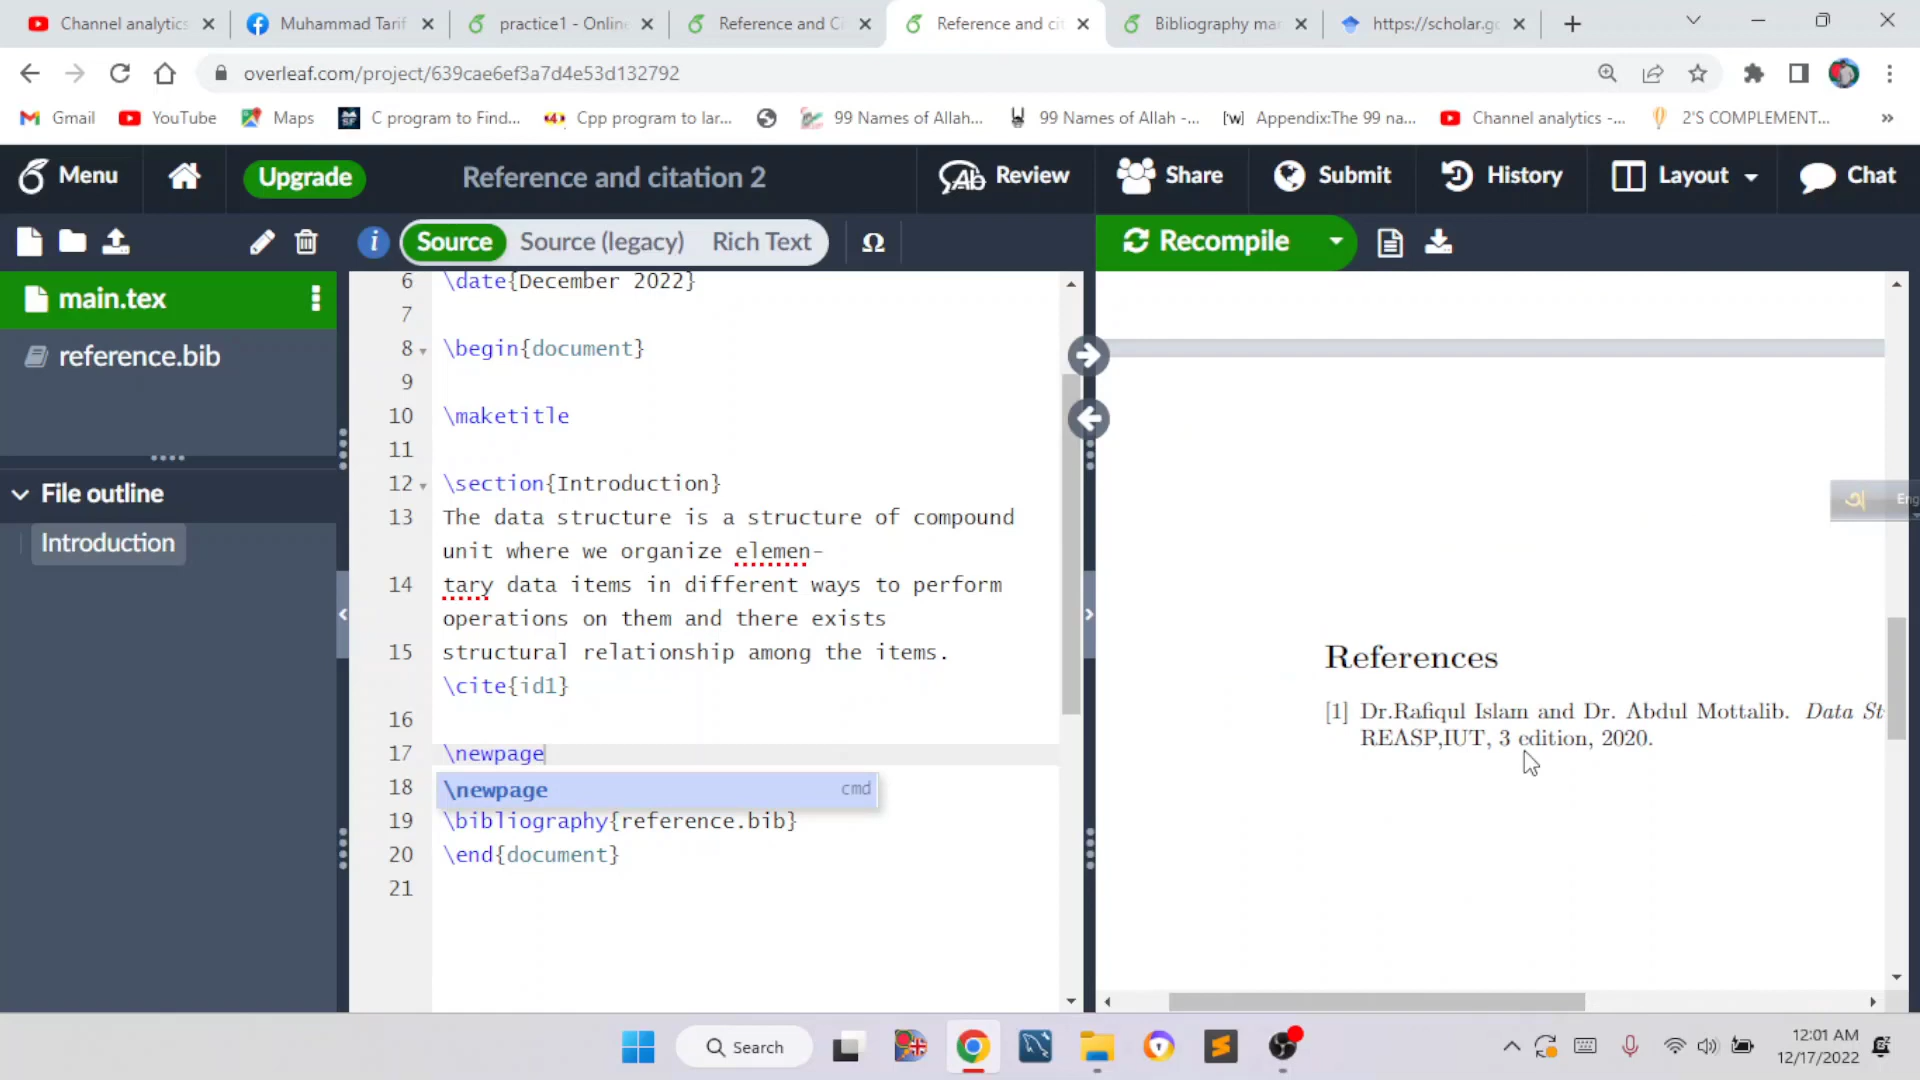 Channel analytics
Muhammad Tarif
practice1 - Online
Reference and Ci
Reference and cit
Bibliography ma
https://scholar.go
overleaf.com/project/639cae6ef3a7d4e53d132792
Gmail
YouTube
Maps
C program to Find...
Cpp program to lar...
99 Names of Allah...
99 Names of Allah -...
[w] Appendix:The 99 na...
Channel analytics -...
2'S COMPLEMENT...
»
Menu
Upgrade
Reference and citation 2
Review
Share
Submit
History
Layout
Chat
Source
Source (legacy)
Rich Text
Ω
Recompile
main.tex
reference.bib
File outline
Introduction
6 \date{December 2022}
7
8 \begin{document}
9
10 \maketitle
11
12 \section{Introduction}
13 The data structure is a structure of compound
unit where we organize elemen-
14 tary data items in different ways to perform
operations on them and there exists
15 structural relationship among the items.
\cite{id1}
16
17 \newpage
18 \newpage cmd
19 \bibliography{reference.bib}
20 \end{document}
21
References
[1] Dr.Rafiqul Islam and Dr. Abdul Mottalib. Data St
REASP,IUT, 3 edition, 2020.
অ Eng
Search
12:01 AM
12/17/2022